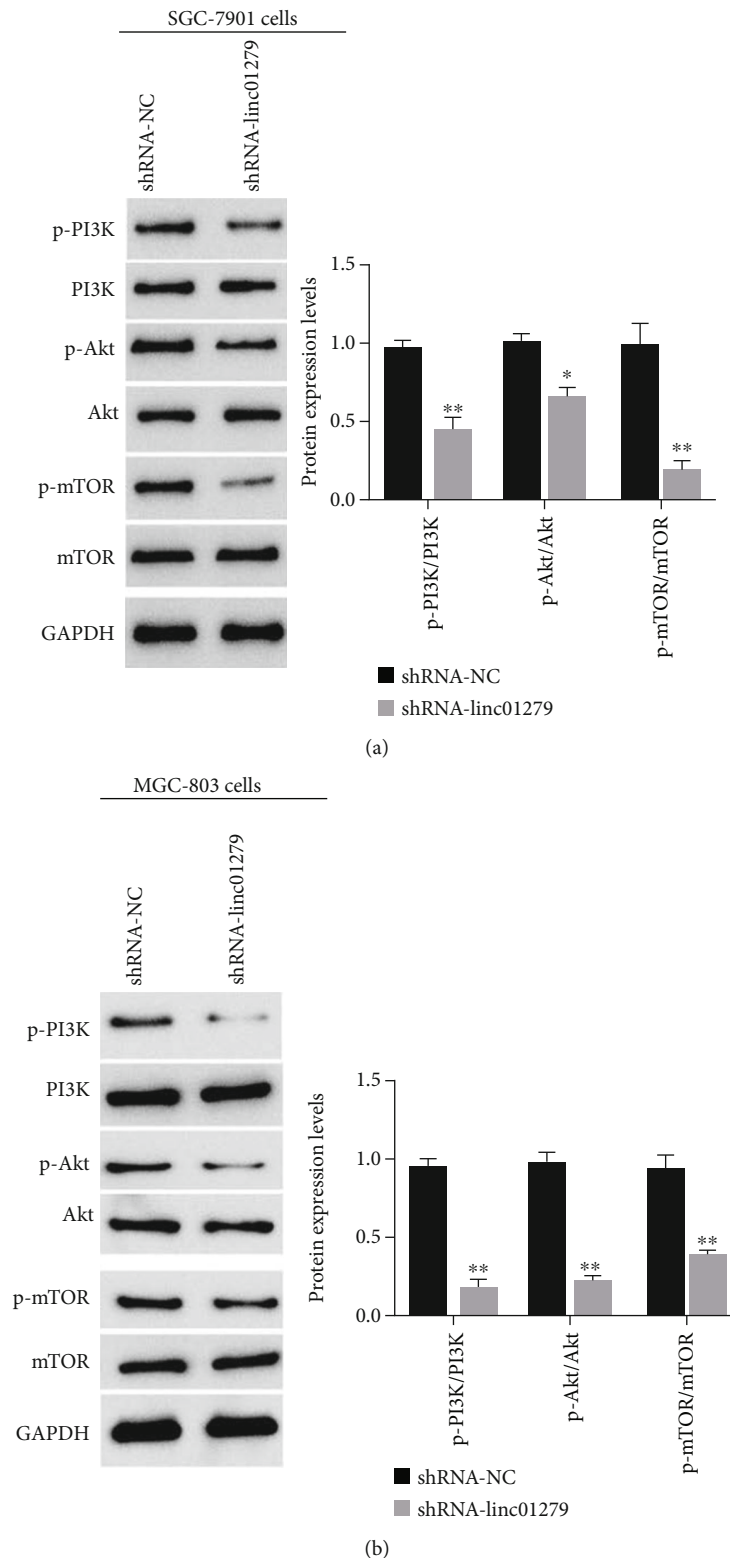 SGC-7901 cells
shRNA-NC
shRNA-linc01279
p-PI3K
PI3K
p-Akt
Akt
p-mTOR
mTOR
GAPDH
Protein expression levels
1.5
1.0
0.5
0.0
**
*
**
p-PI3K/PI3K
p-Akt/Akt
p-mTOR/mTOR
shRNA-NC
shRNA-linc01279
(a)
MGC-803 cells
shRNA-NC
shRNA-linc01279
p-PI3K
PI3K
p-Akt
Akt
p-mTOR
mTOR
GAPDH
Protein expression levels
1.5
1.0
0.5
0.0
**
**
**
p-PI3K/PI3K
p-Akt/Akt
p-mTOR/mTOR
shRNA-NC
shRNA-linc01279
(b)